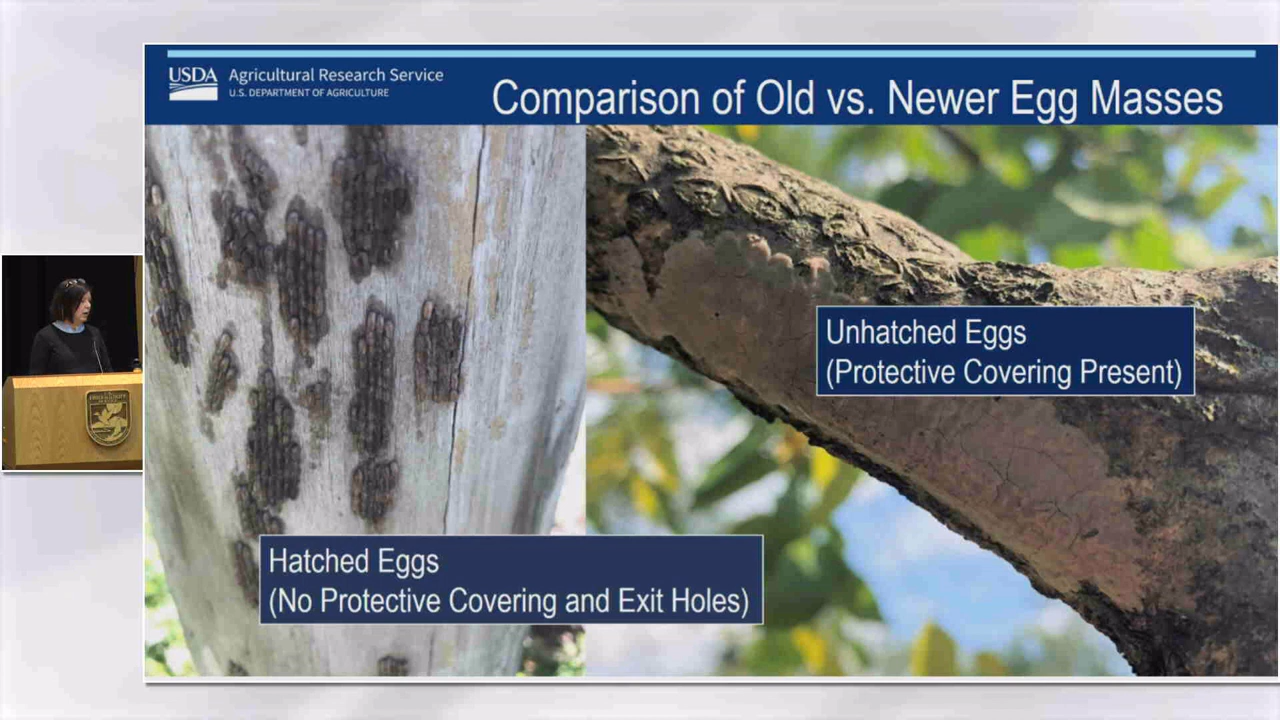 USDA
Agricultural Research Service
U.S. DEPARTMENT OF AGRICULTURE
Comparison of Old vs. Newer Egg Masses
Unhatched Eggs
(Protective Covering Present)
Hatched Eggs
(No Protective Covering and Exit Holes)